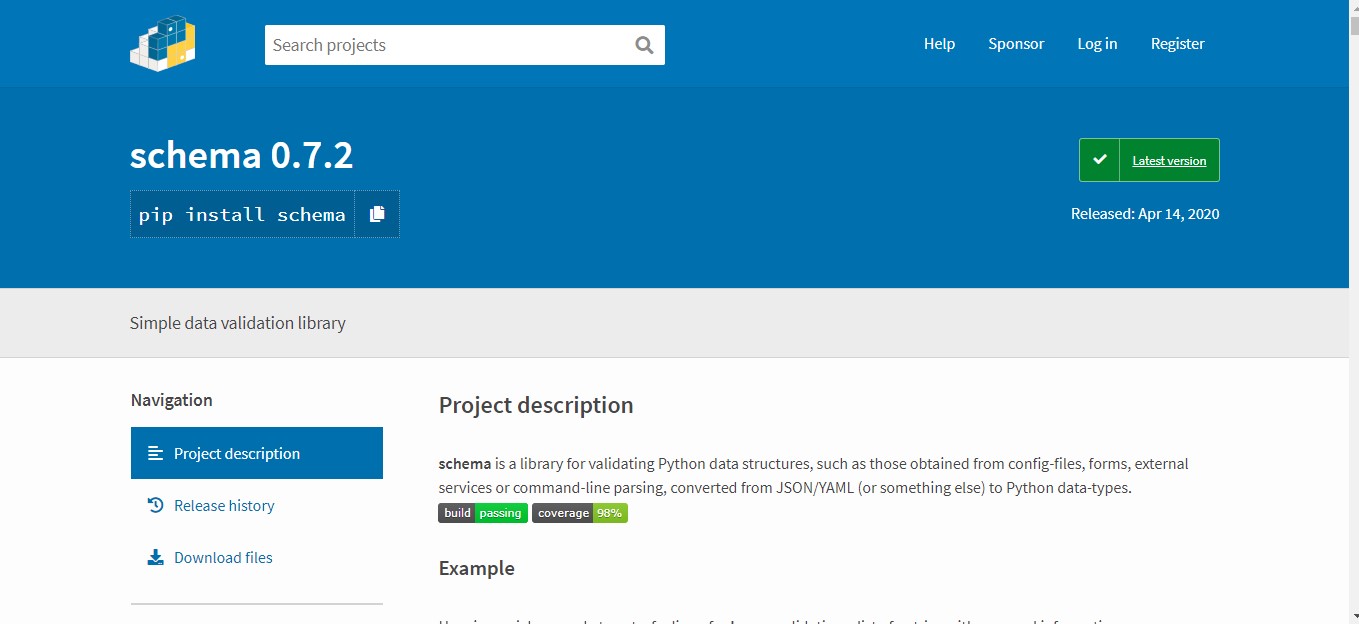 Search projects
Help
Sponsor
Log in
Register
schema 0.7.2
Latest version
pip install schema
Released: Apr 14, 2020
Simple data validation library
Navigation
Project description
Release history
Download files
Project description
schema is a library for validating Python data structures, such as those obtained from config-files, forms, external
services or command-line parsing, converted from JSON/YAML (or something else) to Python data-types.
build passing coverage 98%
Example